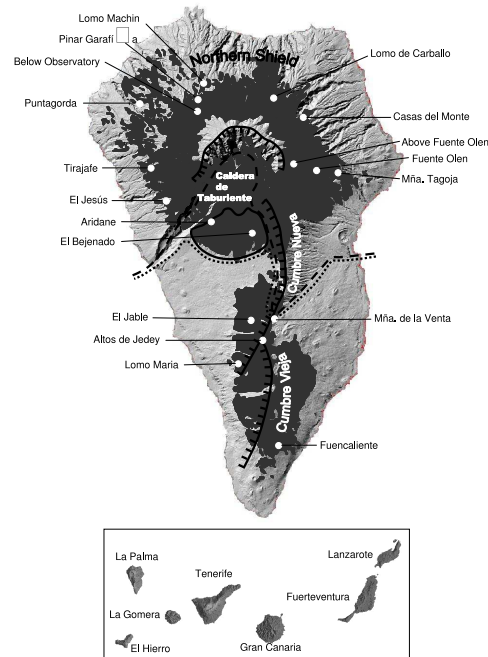 Lomo Machin
Pinar Garafí□a
Below Observatory
Puntagorda
Tirajafe
El Jesús
Aridane
El Bejenado
El Jable
Altos de Jedey
Lomo Maria
Northern Shield
Caldera
de
Taburiente
Cumbre Nueva
Cumbre Vieja
Lomo de Carballo
Casas del Monte
Above Fuente Olen
Fuente Olen
Mña. Tagoja
Mña. de la Venta
Fuencaliente
La Palma
Tenerife
Lanzarote
La Gomera
Fuerteventura
El Hierro
Gran Canaria